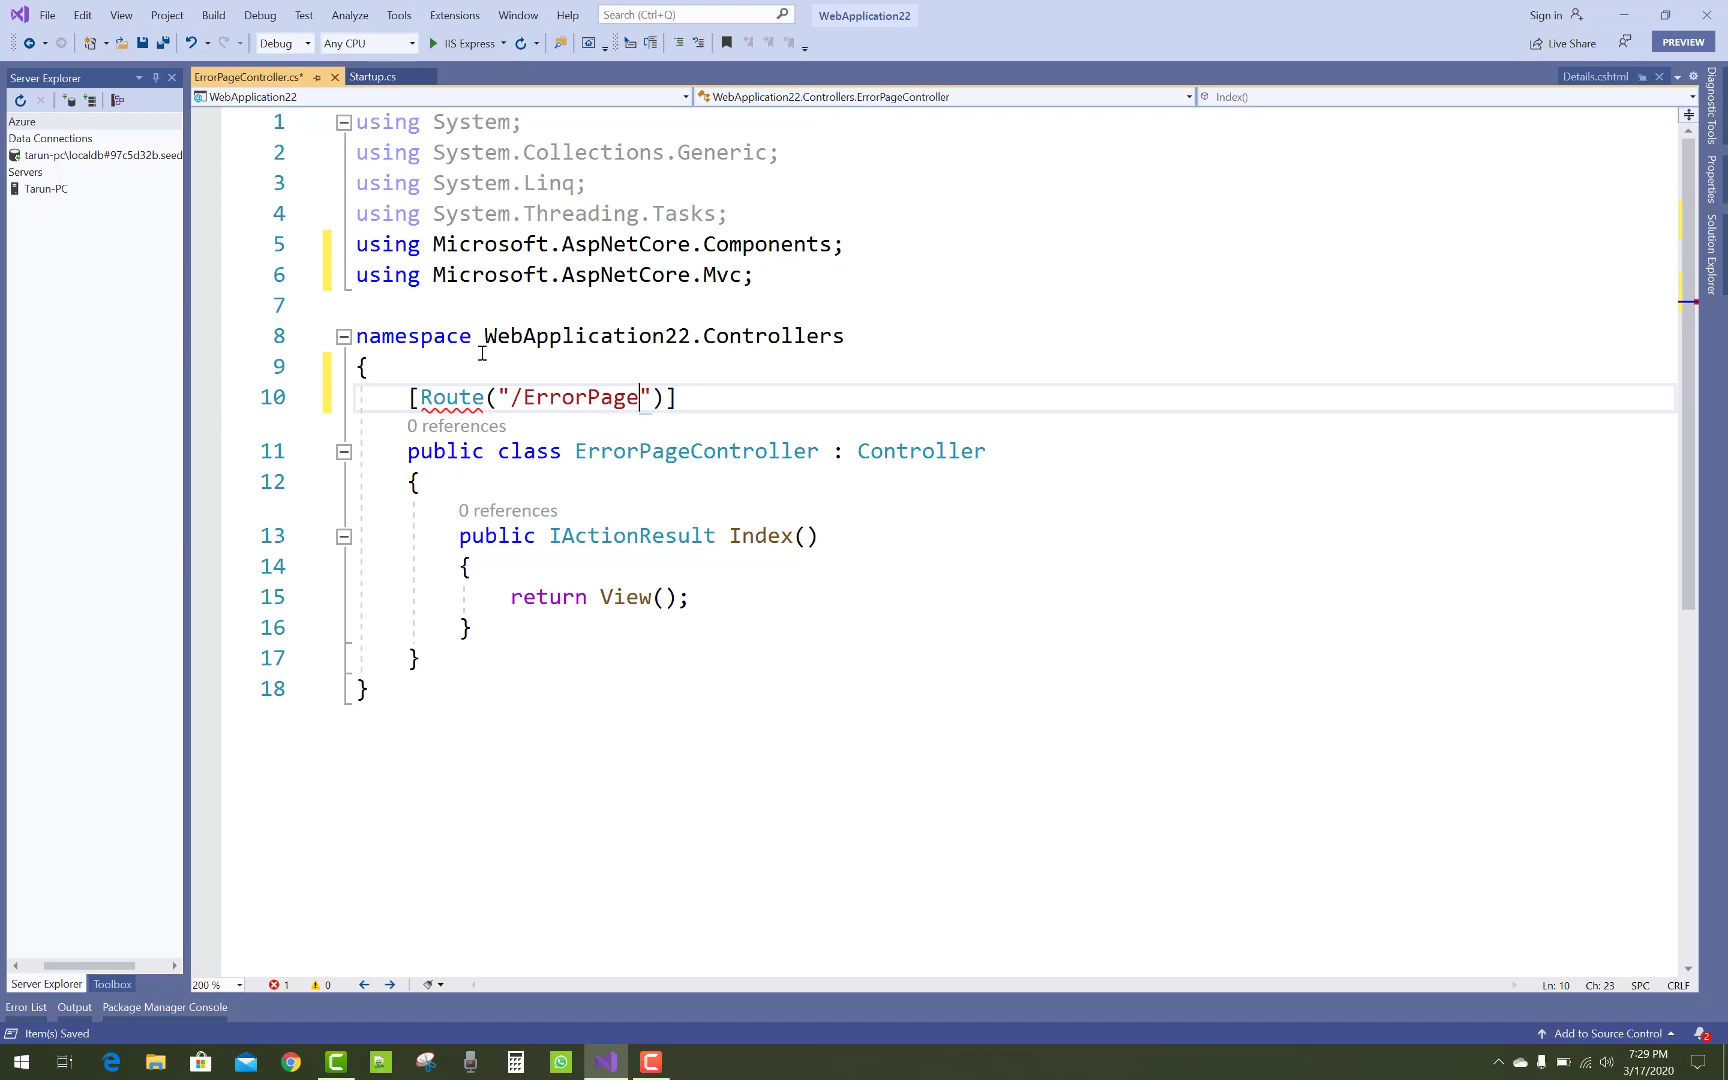 File Edit View Project Build Debug Test Analyze Tools Extensions Window Help Search (Ctrl+Q) WebApplication22 Sign in
Debug Any CPU IIS Express Live Share PREVIEW
Server Explorer
ErrorPageController.cs* Startup.cs Details.cshtml
WebApplication22 WebApplication22.Controllers.ErrorPageController Index()
Azure
Data Connections
tarun-pc\localdb#97c5d32b.seed
Servers
Tarun-PC
1 using System;
2 using System.Collections.Generic;
3 using System.Linq;
4 using System.Threading.Tasks;
5 using Microsoft.AspNetCore.Components;
6 using Microsoft.AspNetCore.Mvc;
7
8 namespace WebApplication22.Controllers
9 {
10 [Route("/ErrorPage")]
0 references
11 public class ErrorPageController : Controller
12 {
0 references
13 public IActionResult Index()
14 {
15 return View();
16 }
17 }
18 }
Diagnostic Tools
Properties
Solution Explorer
200 % 1 0 Ln: 10 Ch: 23 SPC CRLF
Server Explorer Toolbox
Error List Output Package Manager Console
Item(s) Saved Add to Source Control 2
7:29 PM
3/17/2020